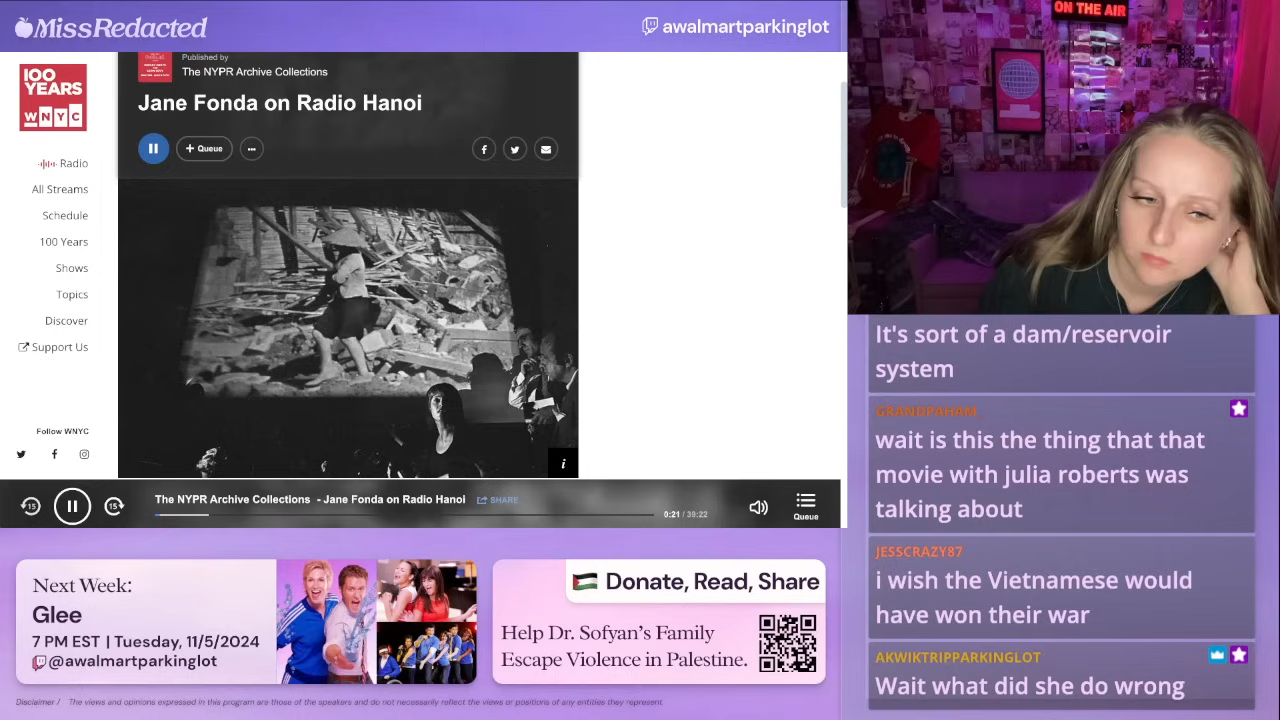 MissRedacted
awalmartparkinglot
ON THE AIR
100
YEARS
WNYC
Radio
All Streams
Schedule
100 Years
Shows
Topics
Discover
Support Us
Follow WNYC
Published by
The NYPR Archive Collections
Jane Fonda on Radio Hanoi
+ Queue
i
15
15
The NYPR Archive Collections - Jane Fonda on Radio Hanoi
SHARE
0:21 / 39:22
Queue
It's sort of a dam/reservoir
system
GRANDPAHAM
wait is this the thing that that
movie with julia roberts was
talking about
JESSCRAZY87
i wish the Vietnamese would
have won their war
AKWIKTRIPPARKINGLOT
Wait what did she do wrong
Next Week:
Glee
7 PM EST | Tuesday, 11/5/2024
@awalmartparkinglot
Donate, Read, Share
Help Dr. Sofyan's Family
Escape Violence in Palestine.
Disclaimer / The views and opinions expressed in this program are those of the speakers and do not necessarily reflect the views or positions of any entities they represent